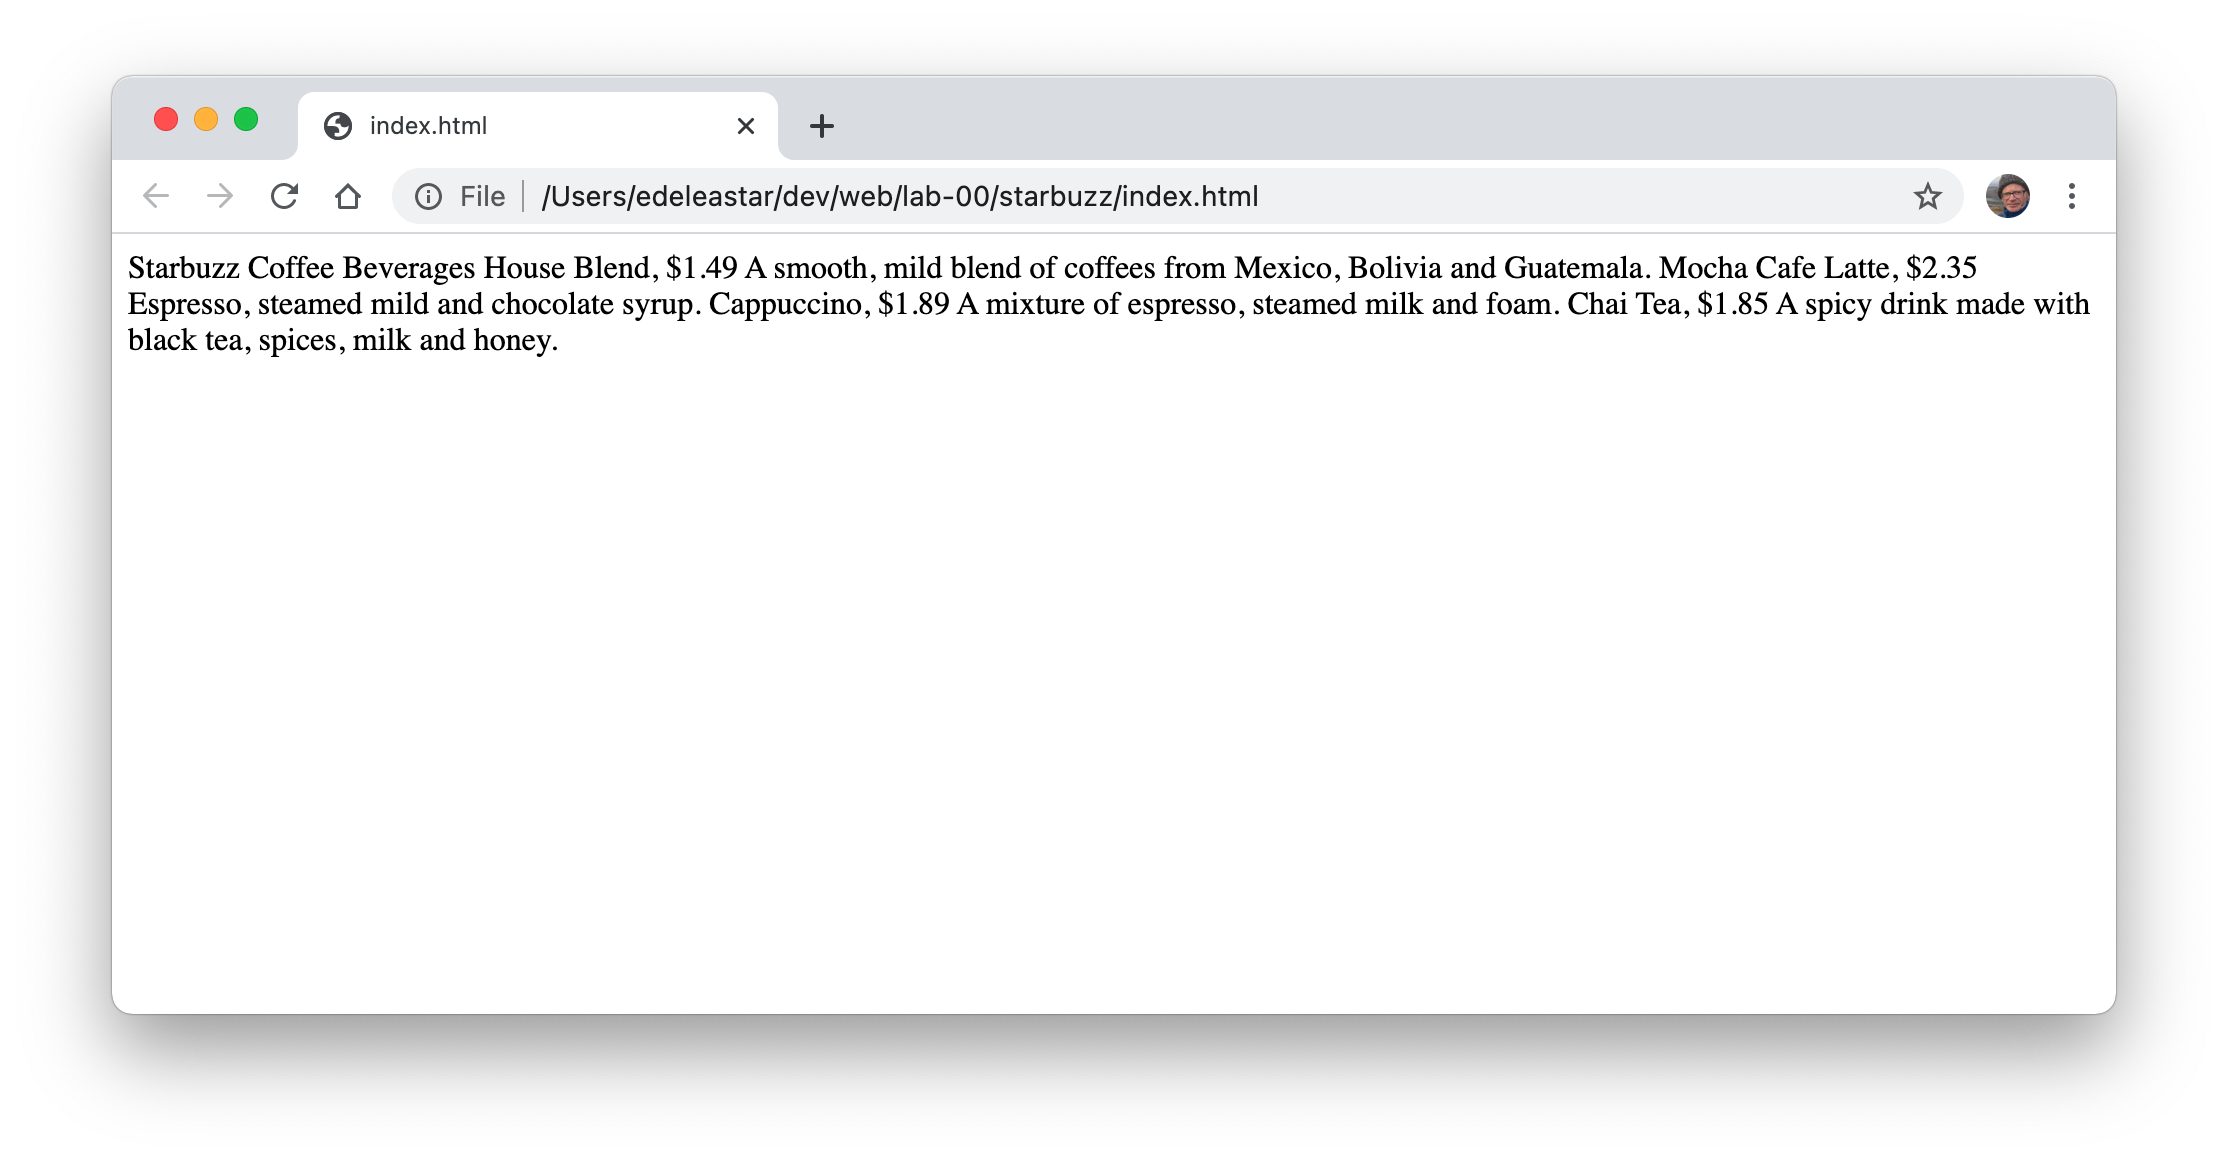 index.html
File /Users/edeleastar/dev/web/lab-00/starbuzz/index.html
Starbuzz Coffee Beverages House Blend, $1.49 A smooth, mild blend of coffees from Mexico, Bolivia and Guatemala. Mocha Cafe Latte, $2.35
Espresso, steamed mild and chocolate syrup. Cappuccino, $1.89 A mixture of espresso, steamed milk and foam. Chai Tea, $1.85 A spicy drink made with
black tea, spices, milk and honey.